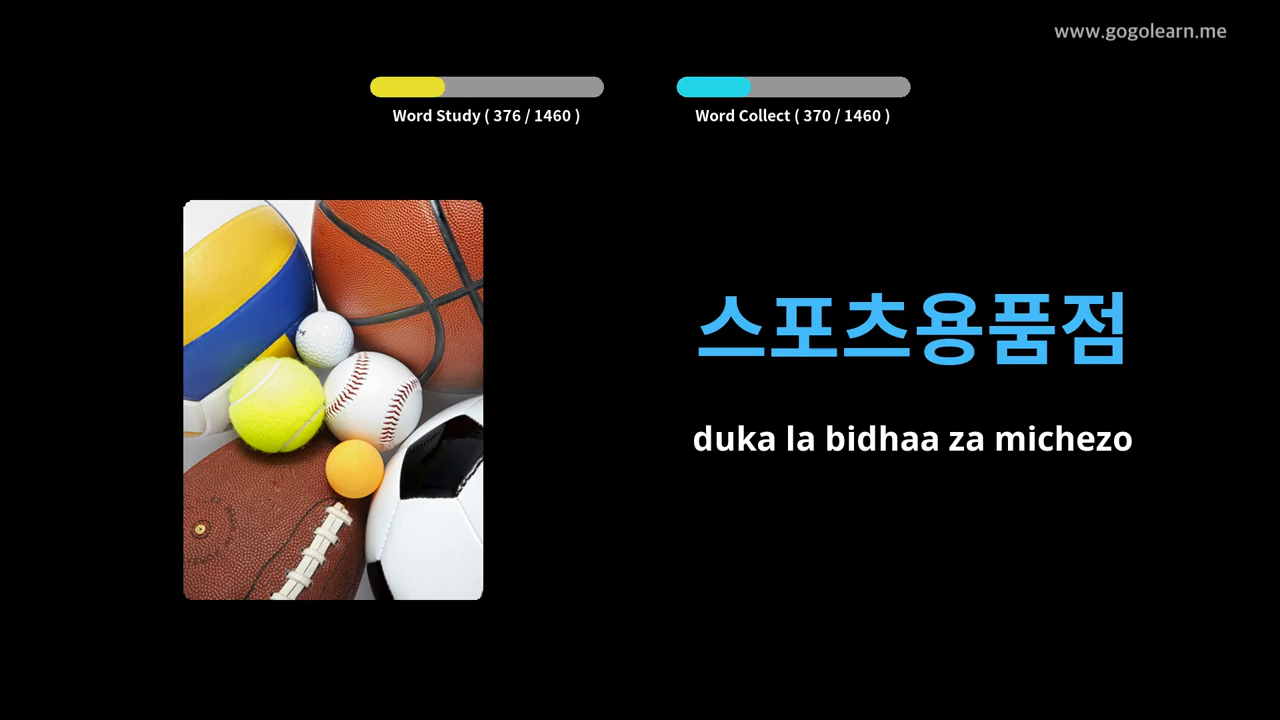 www.gogolearn.me
Word Study ( 376 / 1460 )
Word Collect ( 370 / 1460 )
스포츠용품점
duka la bidhaa za michezo